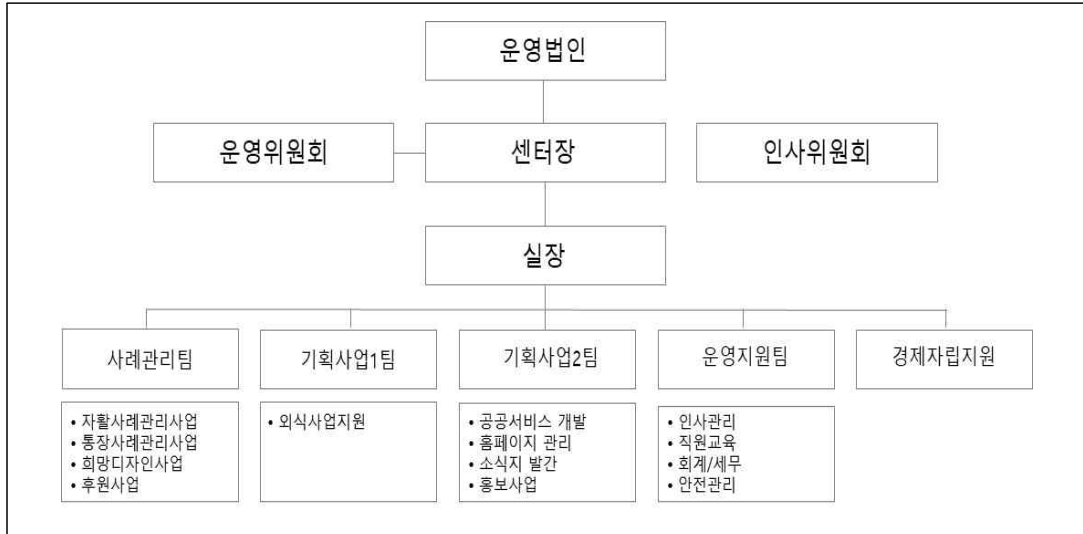 운영법인
운영위원회
센터장
인사위원회
실장
사례관리팀
기획사업1팀
기획사업2팀
운영지원팀
경제자립지원
• 자활사례관리사업
• 통장사례관리사업
• 희망디자인사업
• 후원사업
• 외식사업지원
• 공공서비스 개발
• 홈페이지 관리
• 소식지 발간
• 홍보사업
• 인사관리
• 직원교육
• 회계/세무
• 안전관리